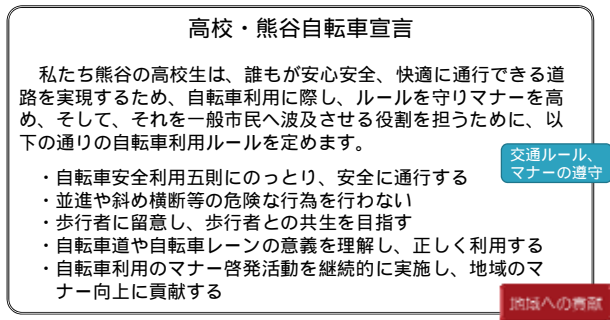 高校・熊谷自転車宣言
私たち熊谷の高校生は、誰もが安心安全、快適に通行できる道
路を実現するため、自転車利用に際し、ルールを守りマナーを高
め、そして、それを一般市民へ波及させる役割を担うために、以
下の通りの自転車利用ルールを定めます。
交通ルール、
マナーの遵守
・自転車安全利用五則にのっとり、安全に通行する
・並進や斜め横断等の危険な行為を行わない
・歩行者に留意し、歩行者との共生を目指す
・自転車道や自転車レーンの意義を理解し、正しく利用する
・自転車利用のマナー啓発活動を継続的に実施し、地域のマ
ナー向上に貢献する
地域への貢献